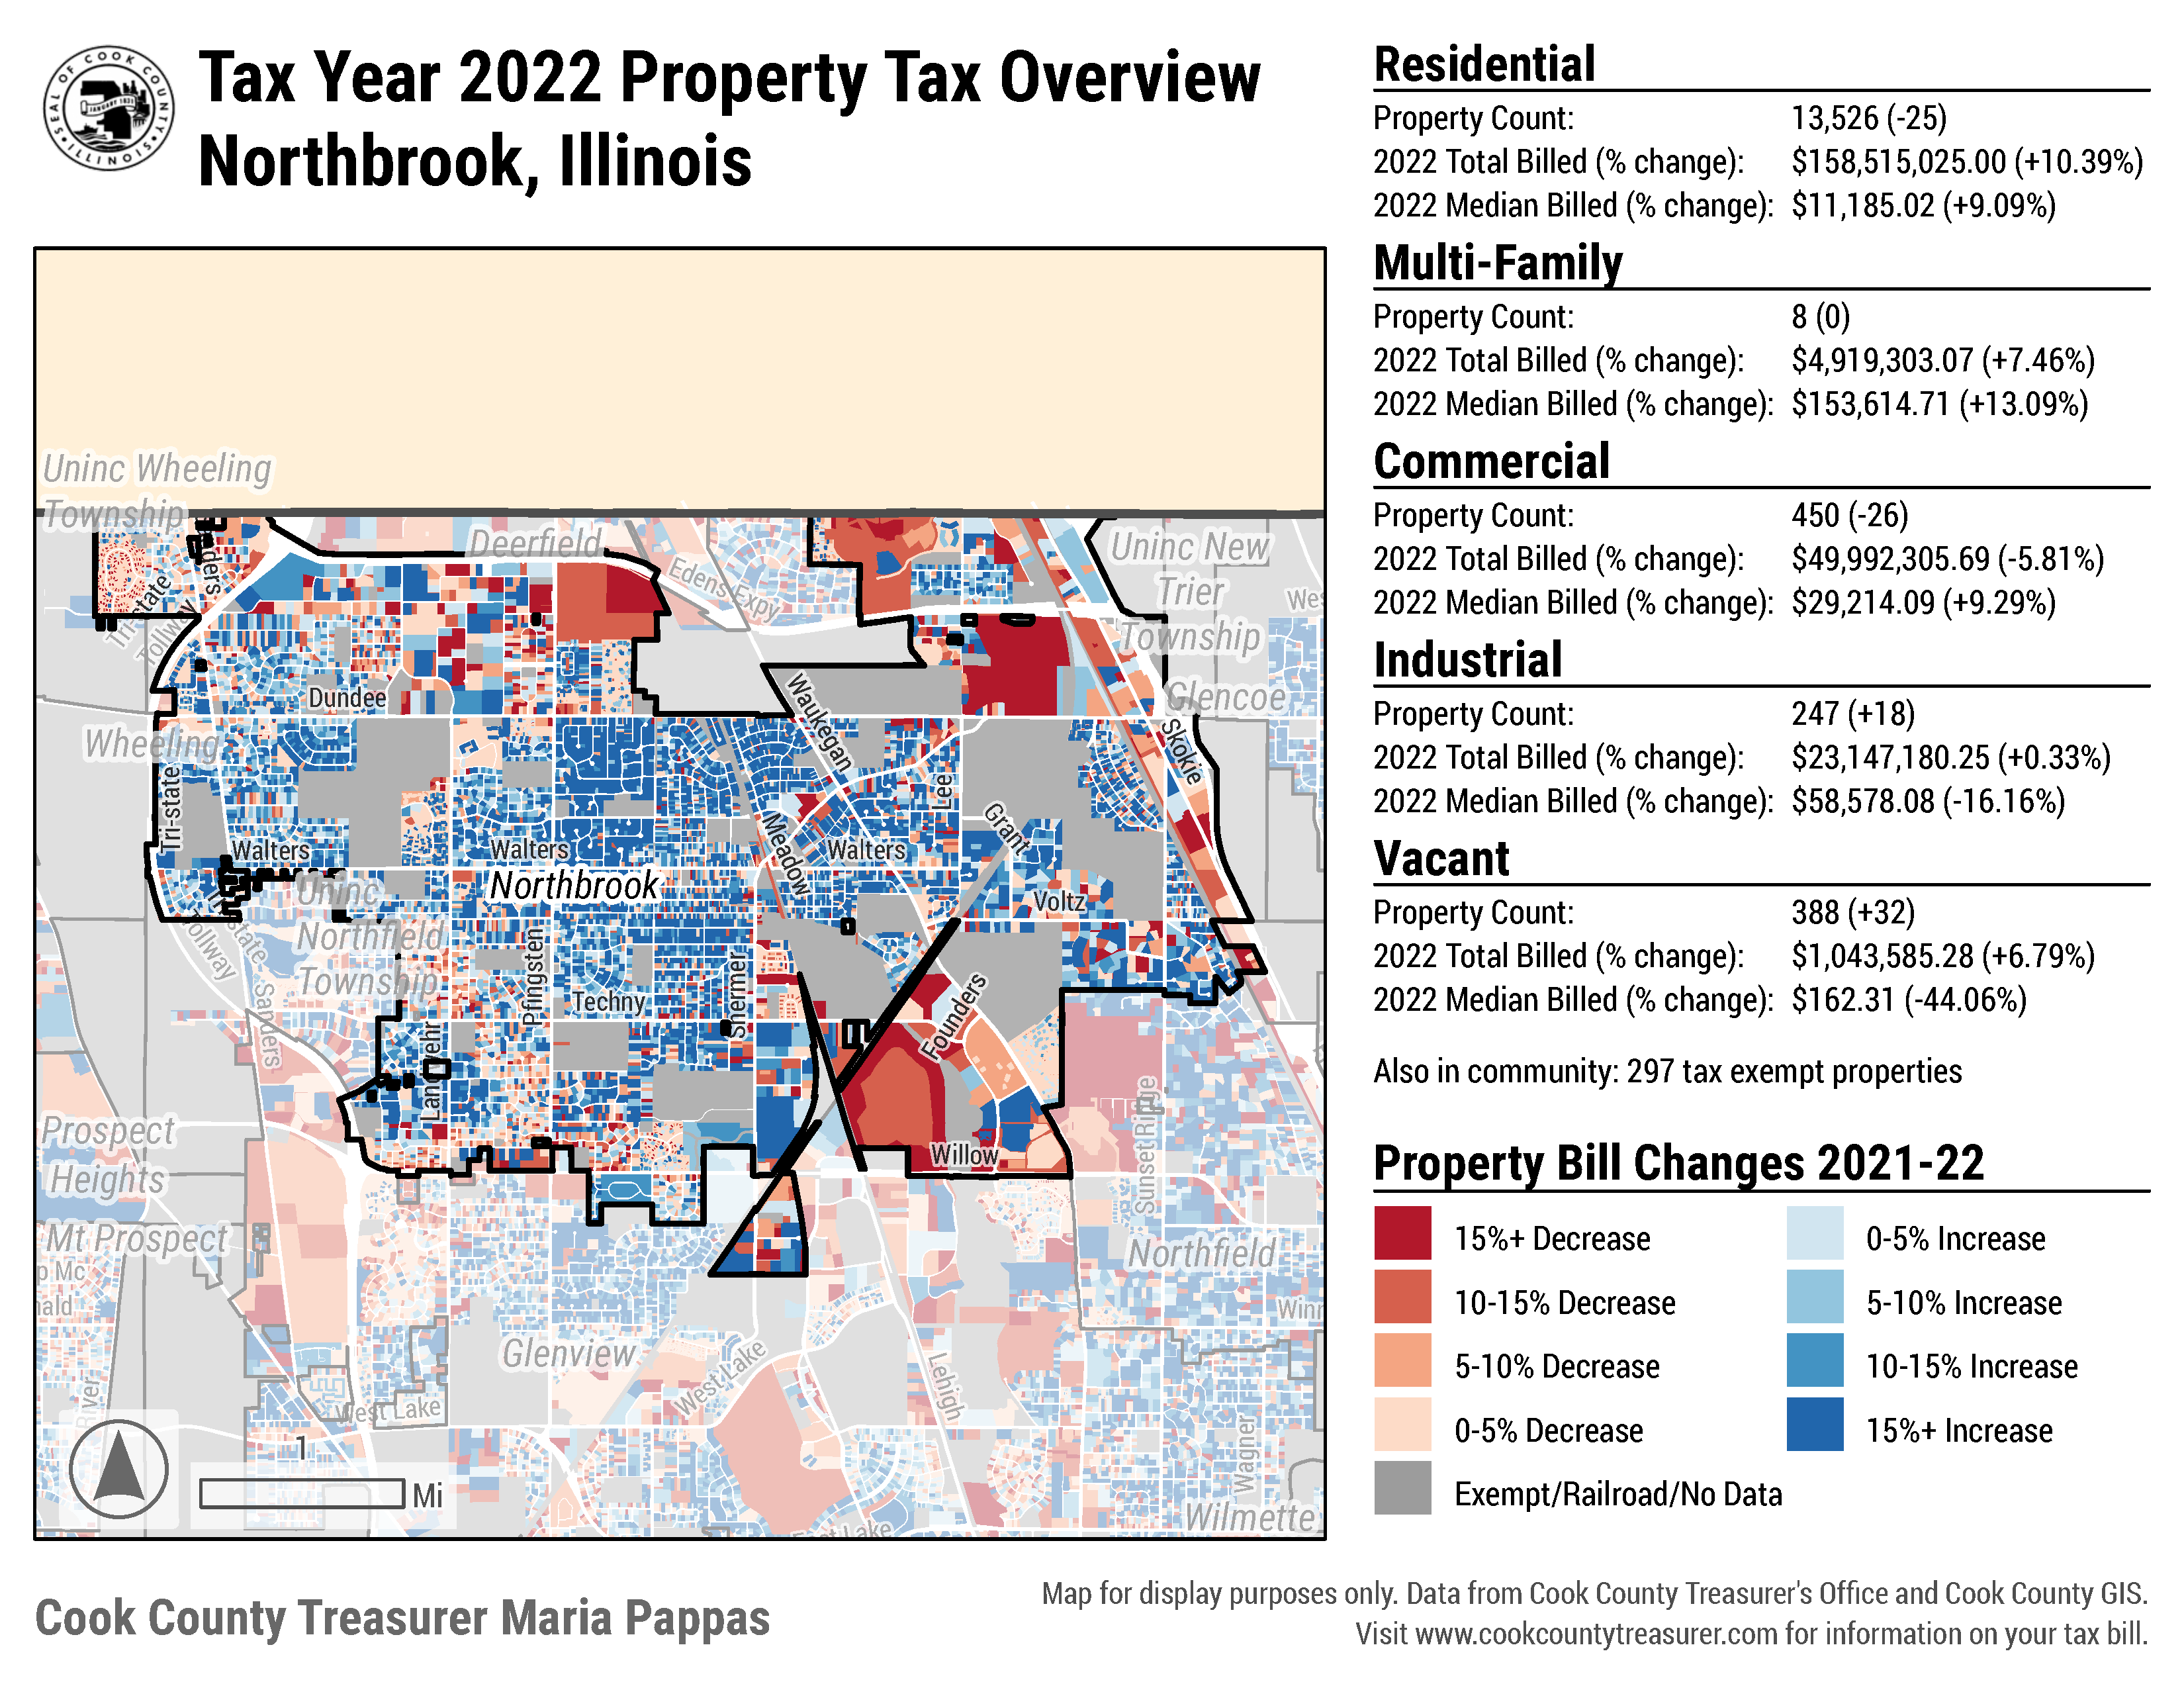 SEAL OF COOK COUNTY
ILLINOIS
JANUARY 1831
Tax Year 2022 Property Tax Overview
Northbrook, Illinois
Uninc Wheeling
Township
Deerfield
Edens Expy
Uninc New
Trier
Township
Wes
Glencoe
Tri-state
Tollway
Dundee
Waukegan
Skokie
Wheeling
Tri-state
Lee
Grant
Meadow
Walters
Walters
Walters
Northbrook
Voltz
Uninc
Northfield
Township
Tollway
Sanders
Pfingsten
Techny
Shermer
Founders
Landwehr
Willow
Sunset Ridge
Prospect
Heights
Mt Prospect
p Mc
nald
River
Northfield
Winn
Glenview
West Lake
West Lake
Lehigh
Wagner
Wilmette
East Lake
1
Mi
Residential
Property Count: 13,526 (-25)
2022 Total Billed (% change): $158,515,025.00 (+10.39%)
2022 Median Billed (% change): $11,185.02 (+9.09%)
Multi-Family
Property Count: 8 (0)
2022 Total Billed (% change): $4,919,303.07 (+7.46%)
2022 Median Billed (% change): $153,614.71 (+13.09%)
Commercial
Property Count: 450 (-26)
2022 Total Billed (% change): $49,992,305.69 (-5.81%)
2022 Median Billed (% change): $29,214.09 (+9.29%)
Industrial
Property Count: 247 (+18)
2022 Total Billed (% change): $23,147,180.25 (+0.33%)
2022 Median Billed (% change): $58,578.08 (-16.16%)
Vacant
Property Count: 388 (+32)
2022 Total Billed (% change): $1,043,585.28 (+6.79%)
2022 Median Billed (% change): $162.31 (-44.06%)
Also in community: 297 tax exempt properties
Property Bill Changes 2021-22
15%+ Decrease
0-5% Increase
10-15% Decrease
5-10% Increase
5-10% Decrease
10-15% Increase
0-5% Decrease
15%+ Increase
Exempt/Railroad/No Data
Cook County Treasurer Maria Pappas
Map for display purposes only. Data from Cook County Treasurer's Office and Cook County GIS.
Visit www.cookcountytreasurer.com for information on your tax bill.